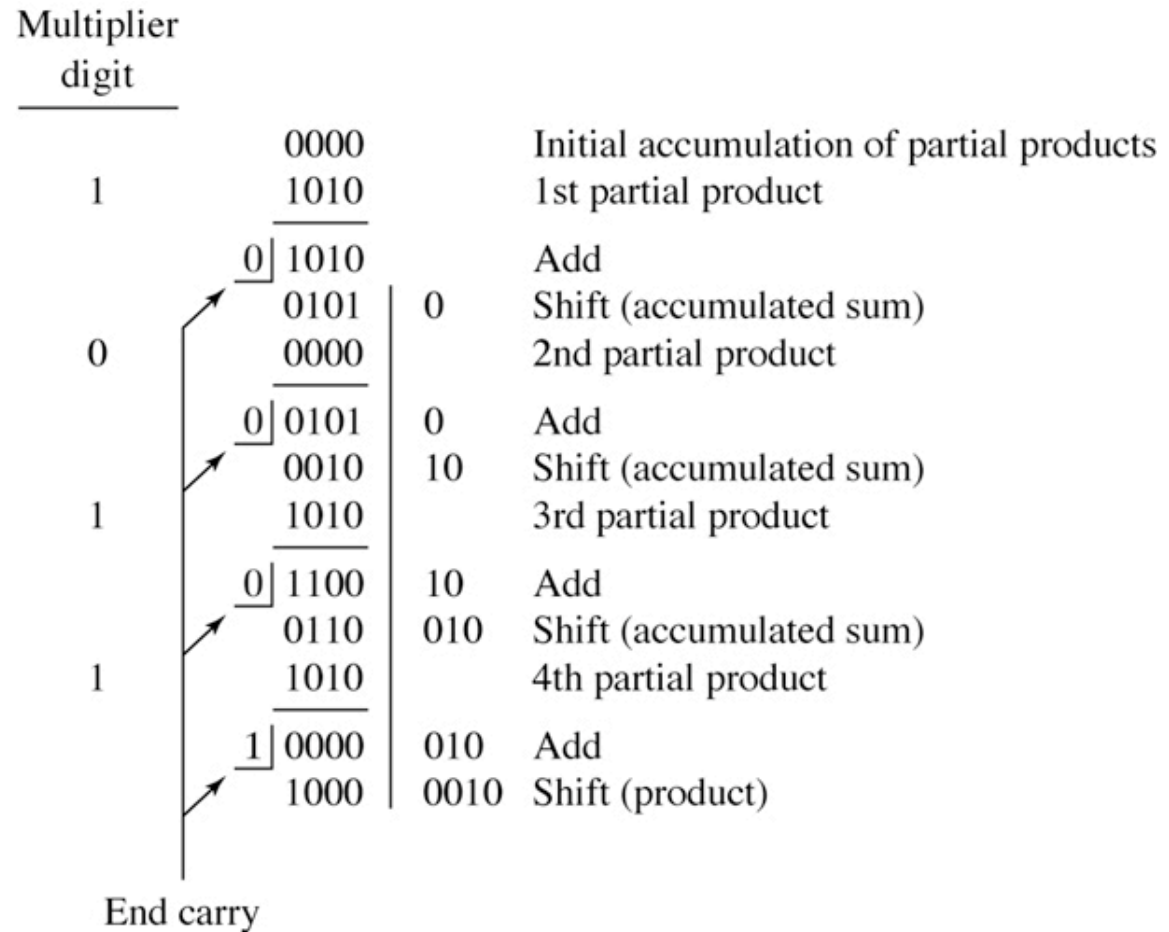 Multiplier
digit
0000 Initial accumulation of partial products
1 1010 1st partial product
0 1010 Add
0101 0 Shift (accumulated sum)
0 0000 2nd partial product
0 0101 0 Add
0010 10 Shift (accumulated sum)
1 1010 3rd partial product
0 1100 10 Add
0110 010 Shift (accumulated sum)
1 1010 4th partial product
1 0000 010 Add
1000 0010 Shift (product)
End carry